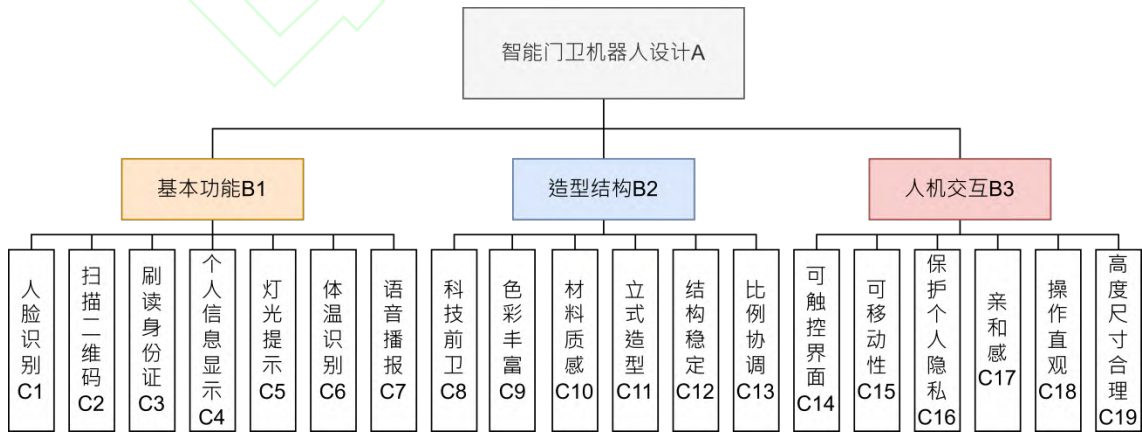 智能门卫机器人设计A
基本功能B1
造型结构B2
人机交互B3
人脸识别C1
扫描二维码C2
刷读身份证C3
个人信息显示C4
灯光提示C5
体温识别C6
语音播报C7
科技前卫C8
色彩丰富C9
材料质感C10
立式造型C11
结构稳定C12
比例协调C13
可触控界面C14
可移动性C15
保护个人隐私C16
亲和感C17
操作直观C18
高度尺寸合理C19